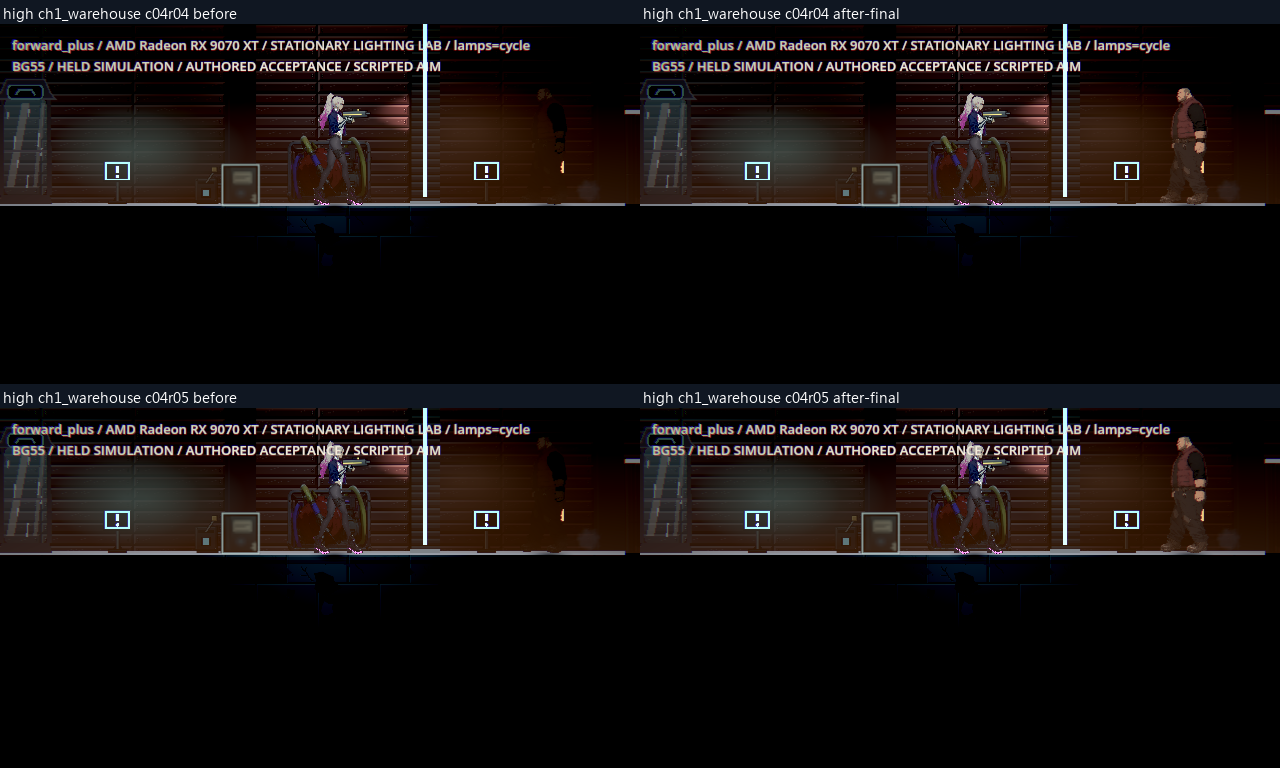 high ch1_warehouse c04r04 before
forward_plus / AMD Radeon RX 9070 XT / STATIONARY LIGHTING LAB / lamps=cycle
BG55 / HELD SIMULATION / AUTHORED ACCEPTANCE / SCRIPTED AIM
!
!
high ch1_warehouse c04r04 after-final
forward_plus / AMD Radeon RX 9070 XT / STATIONARY LIGHTING LAB / lamps=cycle
BG55 / HELD SIMULATION / AUTHORED ACCEPTANCE / SCRIPTED AIM
!
!
high ch1_warehouse c04r05 before
forward_plus / AMD Radeon RX 9070 XT / STATIONARY LIGHTING LAB / lamps=cycle
BG55 / HELD SIMULATION / AUTHORED ACCEPTANCE / SCRIPTED AIM
!
!
high ch1_warehouse c04r05 after-final
forward_plus / AMD Radeon RX 9070 XT / STATIONARY LIGHTING LAB / lamps=cycle
BG55 / HELD SIMULATION / AUTHORED ACCEPTANCE / SCRIPTED AIM
!
!